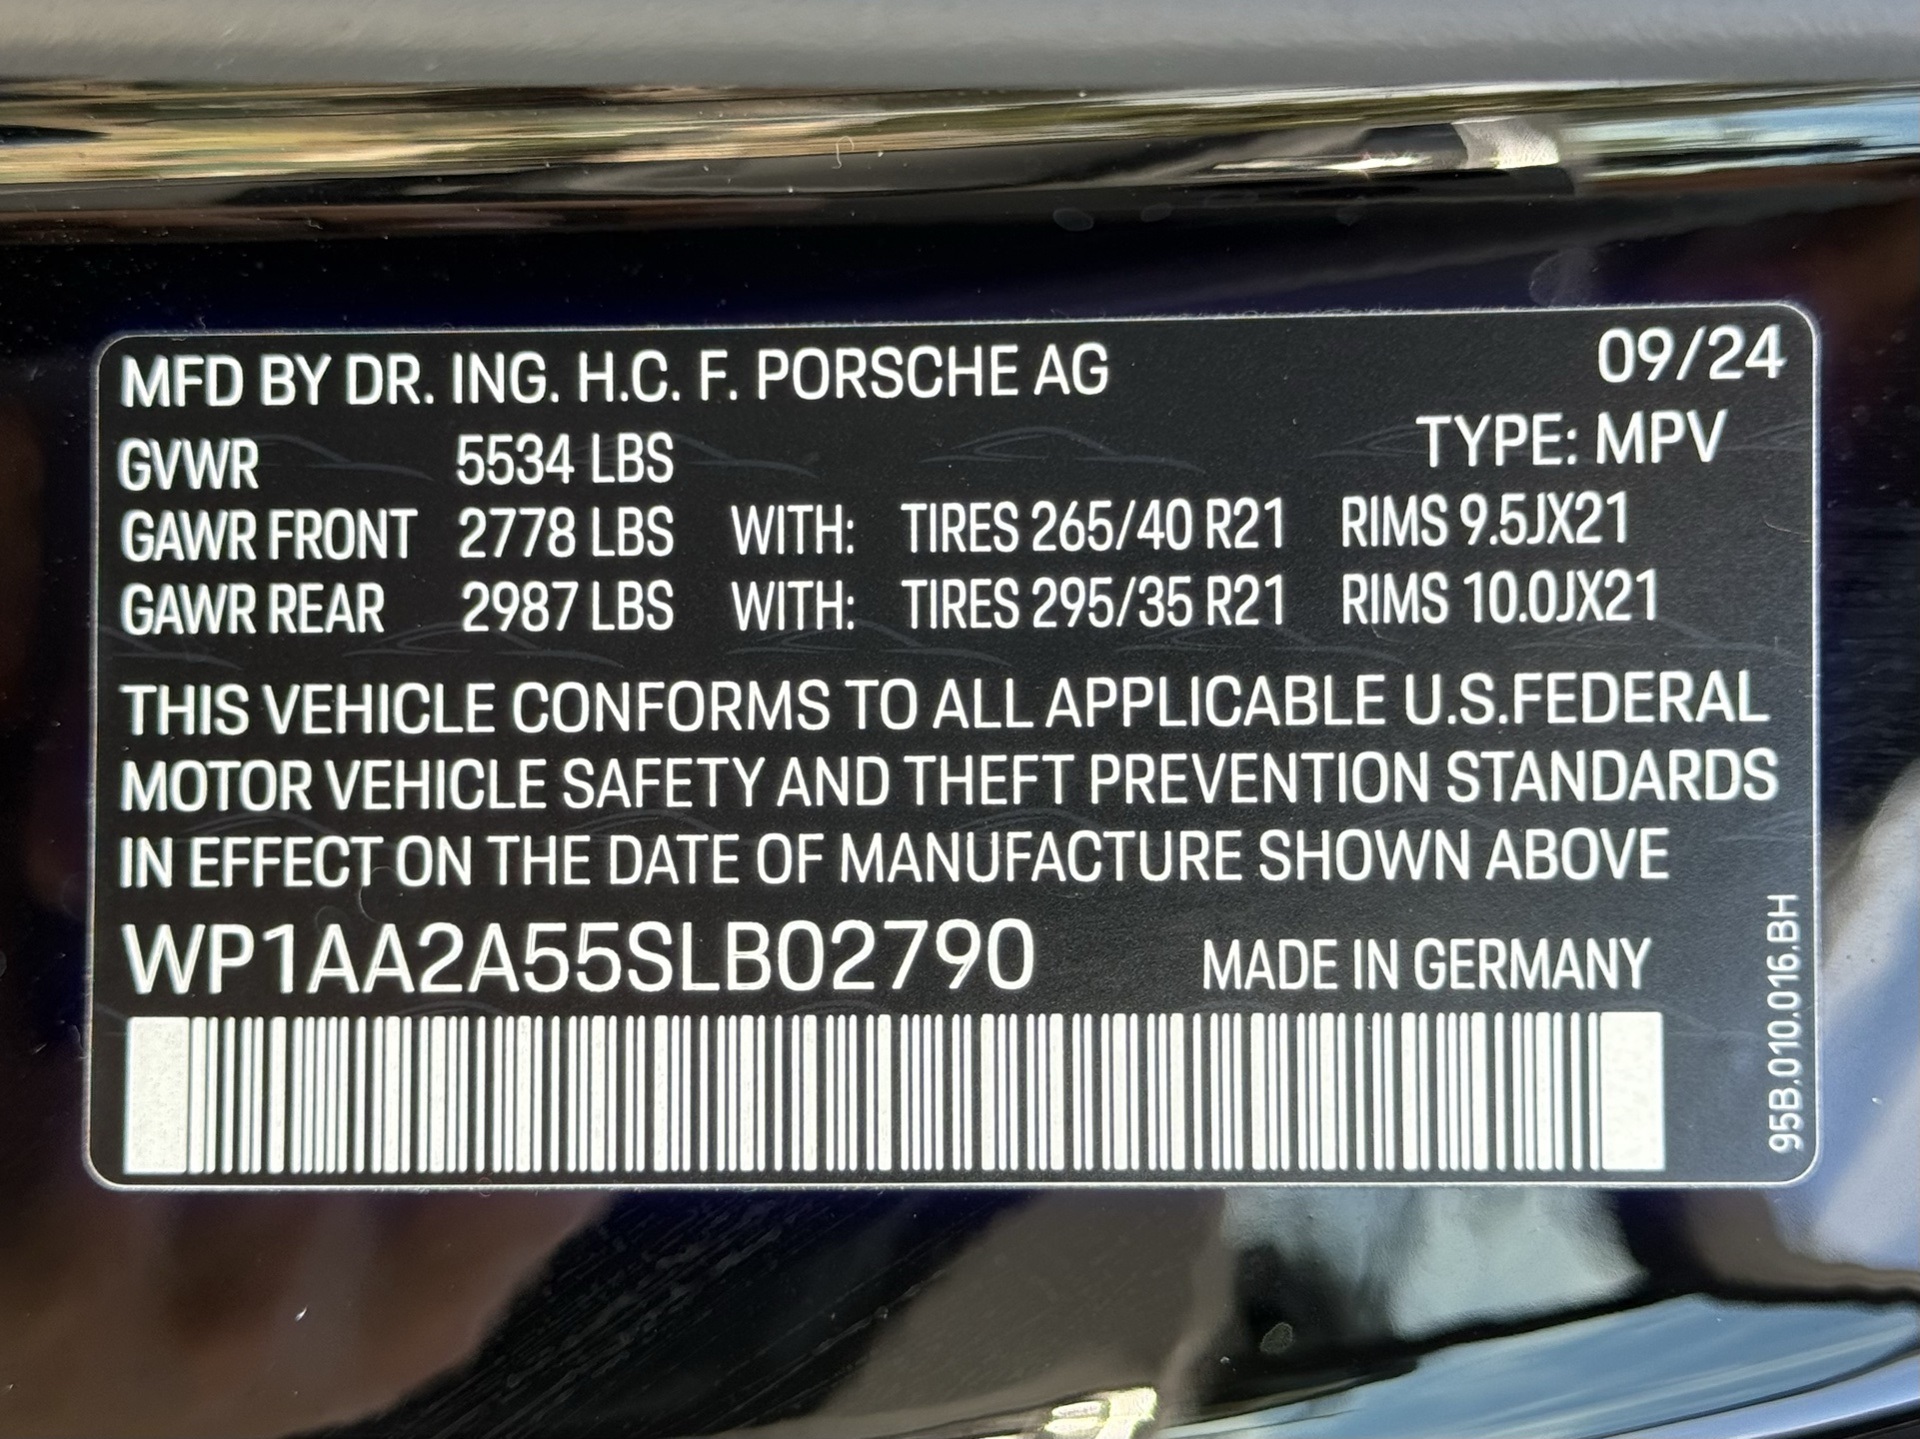 MFD BY DR. ING. H.C. F. PORSCHE AG 09/24
GVWR 5534 LBS TYPE: MPV
GAWR FRONT 2778 LBS WITH: TIRES 265/40 R21 RIMS 9.5JX21
GAWR REAR 2987 LBS WITH: TIRES 295/35 R21 RIMS 10.0JX21
THIS VEHICLE CONFORMS TO ALL APPLICABLE U.S.FEDERAL
MOTOR VEHICLE SAFETY AND THEFT PREVENTION STANDARDS
IN EFFECT ON THE DATE OF MANUFACTURE SHOWN ABOVE
WP1AA2A55SLB02790 MADE IN GERMANY
95B.010.016.BH